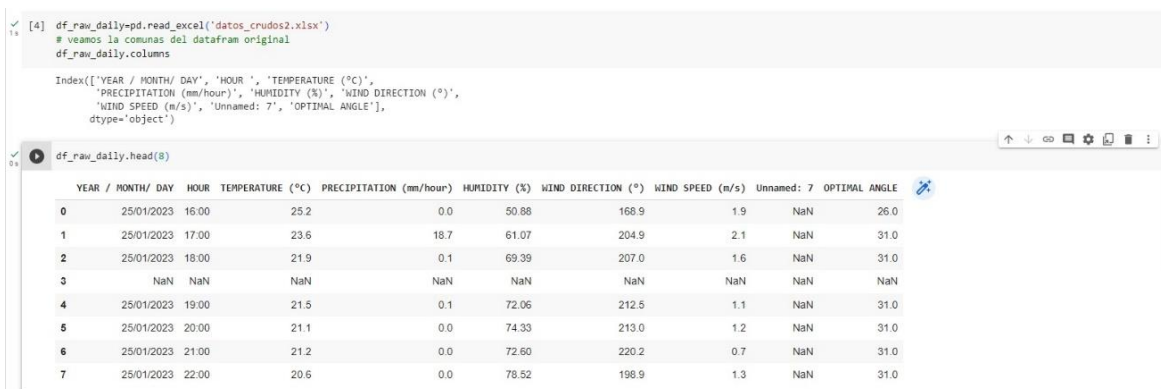 [4] df_raw_daily=pd.read_excel('datos_crudos2.xlsx')
1 s
# veamos la comunas del datafram original
df_raw_daily.columns
Index(['YEAR / MONTH/ DAY', 'HOUR ', 'TEMPERATURE (ºC)',
'PRECIPITATION (mm/hour)', 'HUMIDITY (%)', 'WIND DIRECTION (º)',
'WIND SPEED (m/s)', 'Unnamed: 7', 'OPTIMAL ANGLE'],
dtype='object')
df_raw_daily.head(8)
0 s
YEAR / MONTH/ DAY HOUR TEMPERATURE (ºC) PRECIPITATION (mm/hour) HUMIDITY (%) WIND DIRECTION (º) WIND SPEED (m/s) Unnamed: 7 OPTIMAL ANGLE
0 25/01/2023 16:00 25.2 0.0 50.88 168.9 1.9 NaN 26.0
1 25/01/2023 17:00 23.6 18.7 61.07 204.9 2.1 NaN 31.0
2 25/01/2023 18:00 21.9 0.1 69.39 207.0 1.6 NaN 31.0
3 NaN NaN NaN NaN NaN NaN NaN NaN NaN
4 25/01/2023 19:00 21.5 0.1 72.06 212.5 1.1 NaN 31.0
5 25/01/2023 20:00 21.1 0.0 74.33 213.0 1.2 NaN 31.0
6 25/01/2023 21:00 21.2 0.0 72.60 220.2 0.7 NaN 31.0
7 25/01/2023 22:00 20.6 0.0 78.52 198.9 1.3 NaN 31.0